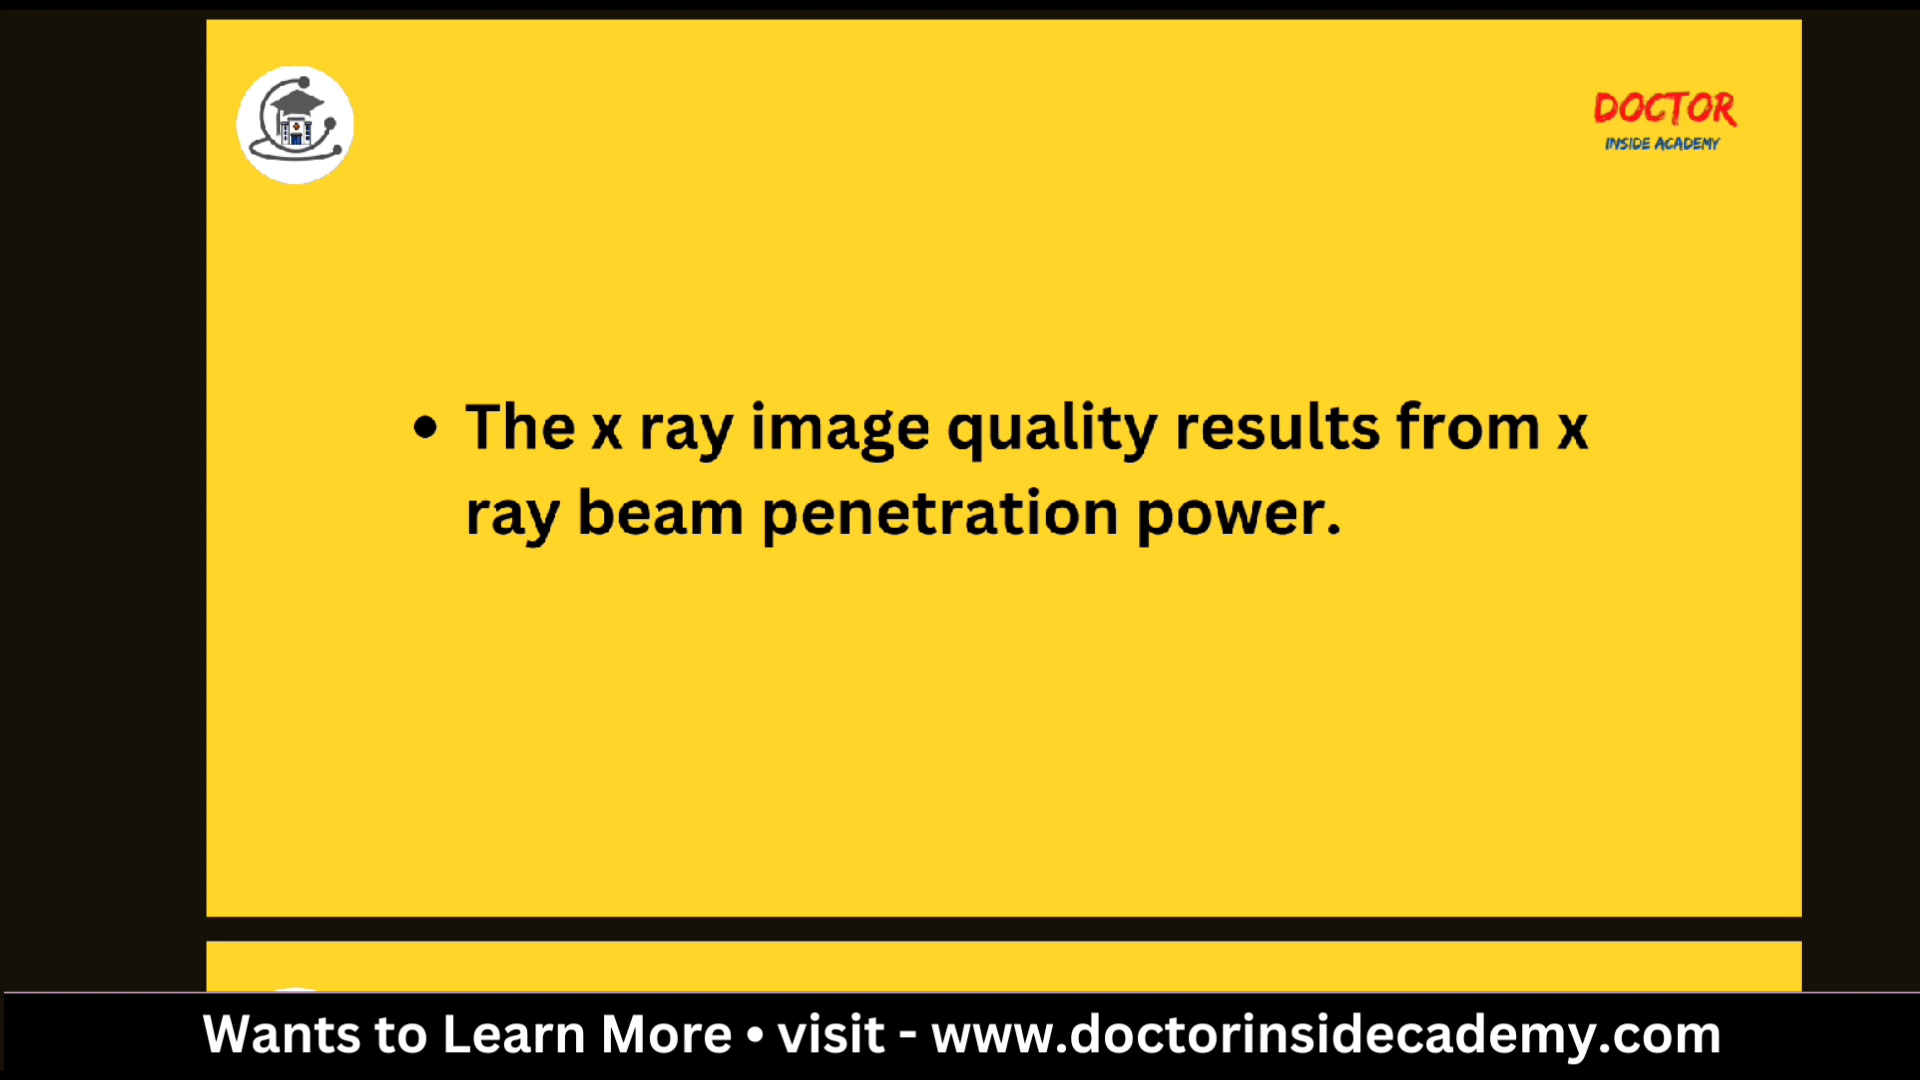 DOCTOR
INSIDE ACADEMY
• The x ray image quality results from x
ray beam penetration power.
Wants to Learn More • visit - www.doctorinsidecademy.com